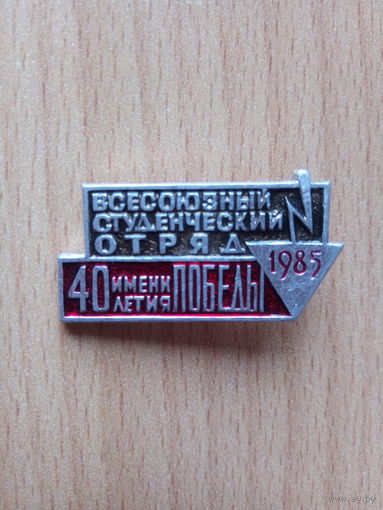 ВСЕСОЮЗНЫЙ
СТУДЕНЧЕСКИЙ
ОТРЯД
1985
40 ИМЕНИ
ЛЕТИЯ ПОБЕДЫ
www.ay.by